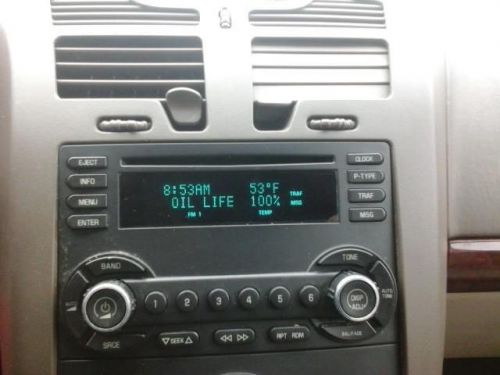 EJECT
INFO
MENU
ENTER
8:53AM 53°F TRAF
OIL LIFE 100% MSG
FM 1 TEMP
CLOCK
P-TYPE
TRAF
MSG
BAND
TONE
AUTO TONE
1 2 3 4 5 6
DISP ADJ
SRCE
SEEK
RPT RDM
BAL/FADE